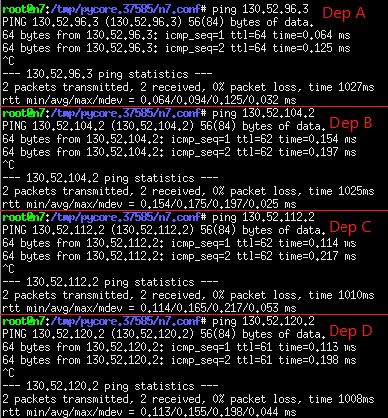 root@n7:/tmp/pycore.37585/n7.conf# ping 130.52.96.3 Dep A
PING 130.52.96.3 (130.52.96.3) 56(84) bytes of data.
64 bytes from 130.52.96.3: icmp_seq=1 ttl=64 time=0.064 ms
64 bytes from 130.52.96.3: icmp_seq=2 ttl=64 time=0.125 ms
^C
--- 130.52.96.3 ping statistics ---
2 packets transmitted, 2 received, 0% packet loss, time 1027ms
rtt min/avg/max/mdev = 0.064/0.094/0.125/0.032 ms
root@n7:/tmp/pycore.37585/n7.conf# ping 130.52.104.2
PING 130.52.104.2 (130.52.104.2) 56(84) bytes of data. Dep B
64 bytes from 130.52.104.2: icmp_seq=1 ttl=62 time=0.154 ms
64 bytes from 130.52.104.2: icmp_seq=2 ttl=62 time=0.197 ms
^C
--- 130.52.104.2 ping statistics ---
2 packets transmitted, 2 received, 0% packet loss, time 1025ms
rtt min/avg/max/mdev = 0.154/0.175/0.197/0.025 ms
root@n7:/tmp/pycore.37585/n7.conf# ping 130.52.112.2
PING 130.52.112.2 (130.52.112.2) 56(84) bytes of data. Dep C
64 bytes from 130.52.112.2: icmp_seq=1 ttl=62 time=0.114 ms
64 bytes from 130.52.112.2: icmp_seq=2 ttl=62 time=0.217 ms
^C
--- 130.52.112.2 ping statistics ---
2 packets transmitted, 2 received, 0% packet loss, time 1010ms
rtt min/avg/max/mdev = 0.114/0.165/0.217/0.053 ms
root@n7:/tmp/pycore.37585/n7.conf# ping 130.52.120.2
PING 130.52.120.2 (130.52.120.2) 56(84) bytes of data. Dep D
64 bytes from 130.52.120.2: icmp_seq=1 ttl=61 time=0.113 ms
64 bytes from 130.52.120.2: icmp_seq=2 ttl=61 time=0.198 ms
^C
--- 130.52.120.2 ping statistics ---
2 packets transmitted, 2 received, 0% packet loss, time 1008ms
rtt min/avg/max/mdev = 0.113/0.155/0.198/0.044 ms